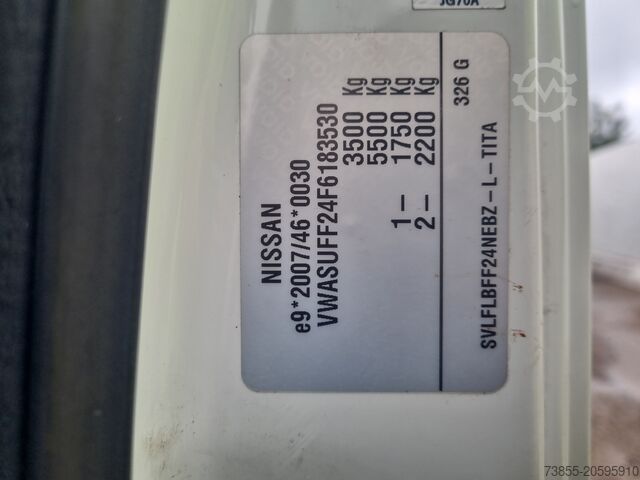 JG70A
NISSAN
e9*2007/46*0030
VWASUFF24F6183530
3500 Kg
5500 Kg
1– 1750 Kg
2– 2200 Kg
326 G
SVLFLBFF24NEBZ–L–TITA
73855-20595910